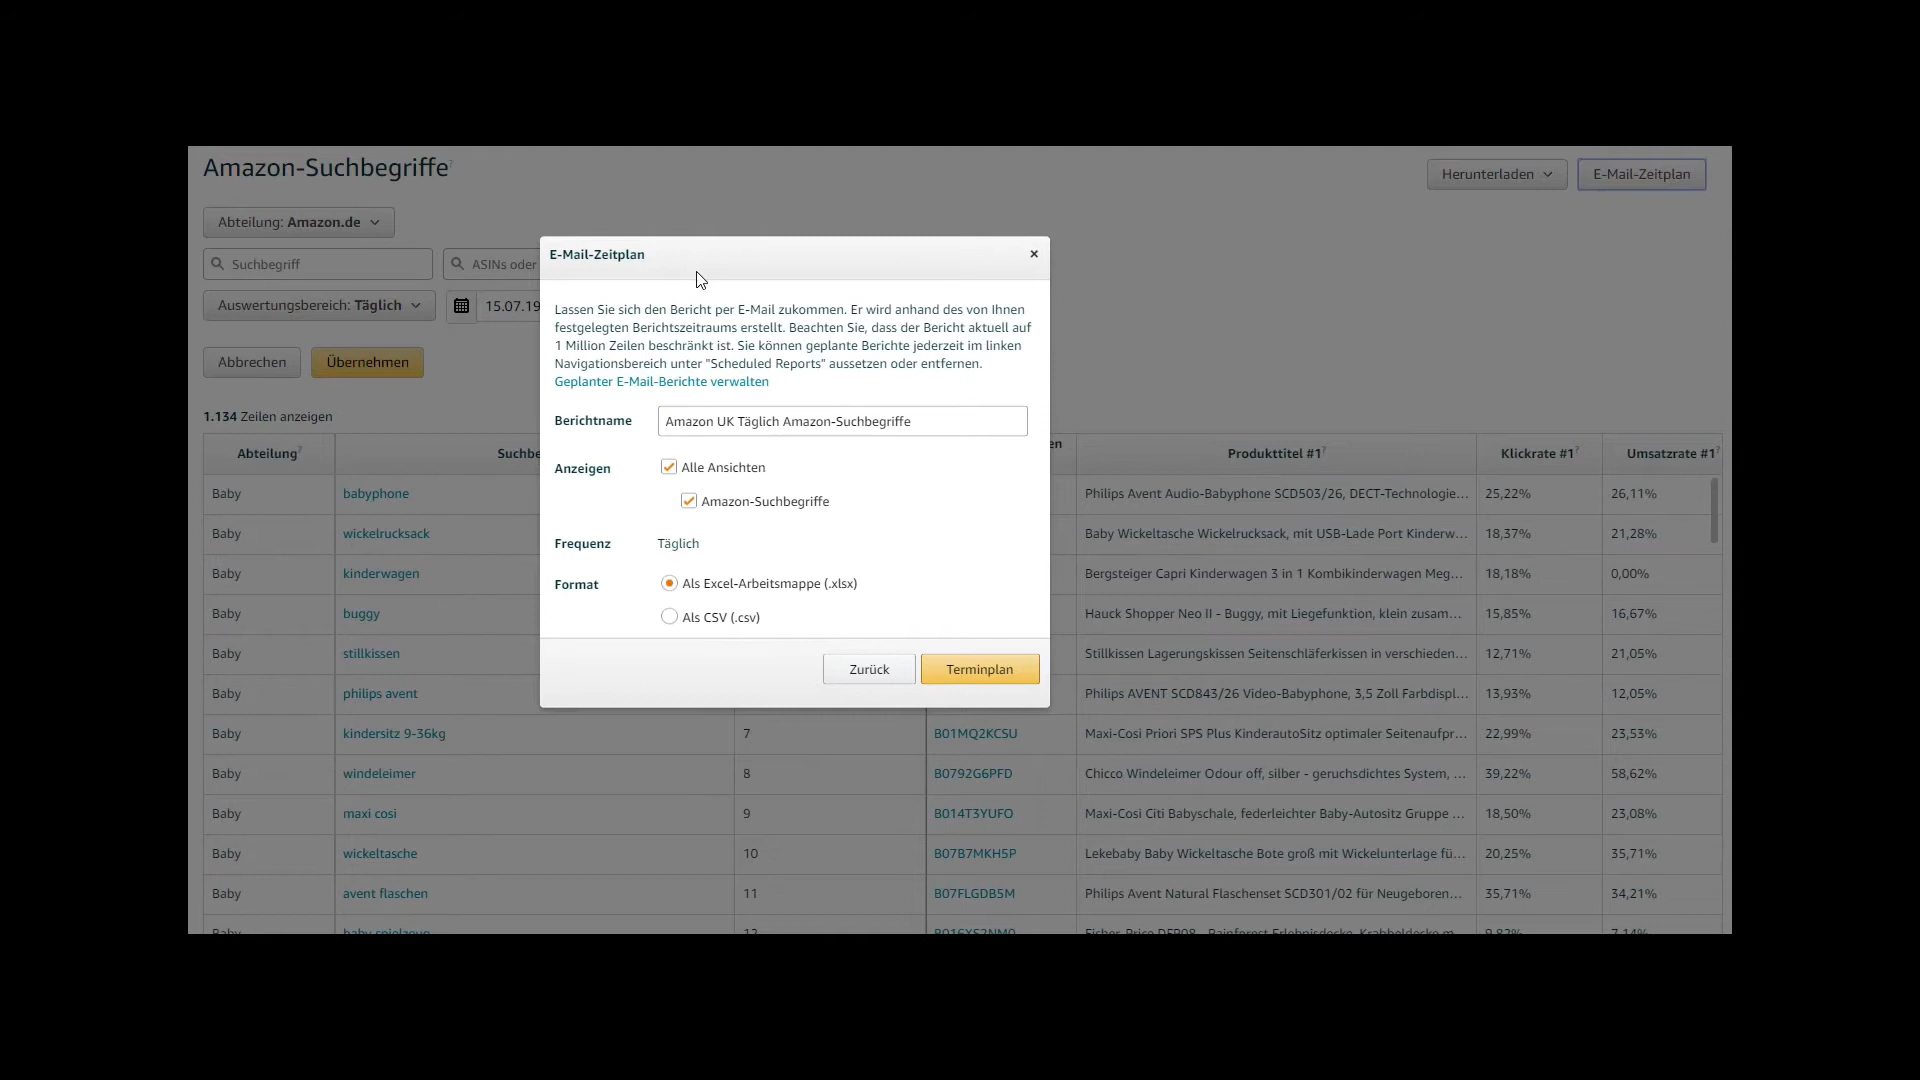 Amazon-Suchbegriffe?
Herunterladen
E-Mail-Zeitplan
Abteilung: Amazon.de
Suchbegriff
ASINs oder
Auswertungsbereich: Täglich
15.07.19
Abbrechen
Übernehmen
1.134 Zeilen anzeigen
E-Mail-Zeitplan
×
Lassen Sie sich den Bericht per E-Mail zukommen. Er wird anhand des von Ihnen
festgelegten Berichtszeitraums erstellt. Beachten Sie, dass der Bericht aktuell auf
1 Million Zeilen beschränkt ist. Sie können geplante Berichte jederzeit im linken
Navigationsbereich unter "Scheduled Reports" aussetzen oder entfernen.
Geplanter E-Mail-Berichte verwalten
Berichtname Amazon UK Täglich Amazon-Suchbegriffe
Anzeigen Alle Ansichten
Amazon-Suchbegriffe
Frequenz Täglich
Format Als Excel-Arbeitsmappe (.xlsx)
Als CSV (.csv)
Zurück Terminplan
Abteilung? Suchbe en Produkttitel #1? Klickrate #1? Umsatzrate #1?
Baby babyphone Philips Avent Audio-Babyphone SCD503/26, DECT-Technologie... 25,22% 26,11%
Baby wickelrucksack Baby Wickeltasche Wickelrucksack, mit USB-Lade Port Kinderw... 18,37% 21,28%
Baby kinderwagen Bergsteiger Capri Kinderwagen 3 in 1 Kombikinderwagen Meg... 18,18% 0,00%
Baby buggy Hauck Shopper Neo II - Buggy, mit Liegefunktion, klein zusam... 15,85% 16,67%
Baby stillkissen Stillkissen Lagerungskissen Seitenschläferkissen in verschieden... 12,71% 21,05%
Baby philips avent Philips AVENT SCD843/26 Video-Babyphone, 3,5 Zoll Farbdispl... 13,93% 12,05%
Baby kindersitz 9-36kg 7 B01MQ2KCSU Maxi-Cosi Priori SPS Plus KinderautoSitz optimaler Seitenaufpr... 22,99% 23,53%
Baby windeleimer 8 B0792G6PFD Chicco Windeleimer Odour off, silber - geruchsdichtes System, ... 39,22% 58,62%
Baby maxi cosi 9 B014T3YUFO Maxi-Cosi Citi Babyschale, federleichter Baby-Autositz Gruppe ... 18,50% 23,08%
Baby wickeltasche 10 B07B7MKH5P Lekebaby Baby Wickeltasche Bote groß mit Wickelunterlage fü... 20,25% 35,71%
Baby avent flaschen 11 B07FLGDB5M Philips Avent Natural Flaschenset SCD301/02 für Neugeboren... 35,71% 34,21%
Baby baby spielzeug 12 Fisher-Price Rainforest Erlebnisdecke, Krabbeldecke m...